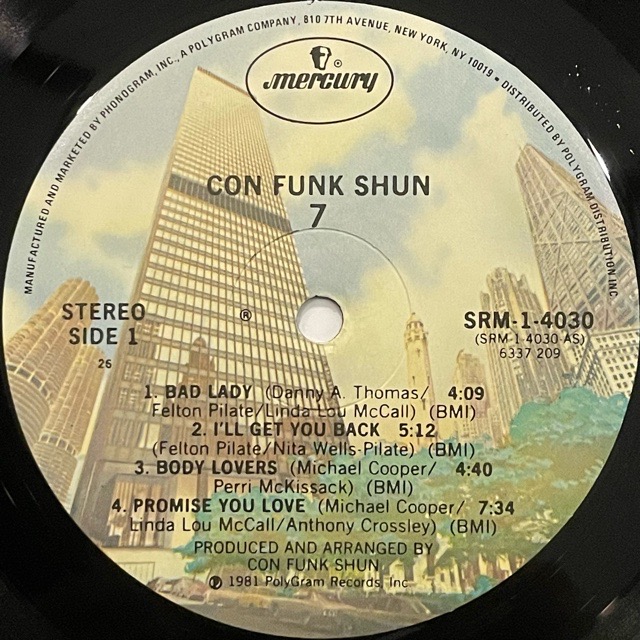 MANUFACTURED AND MARKETED BY PHONOGRAM, INC., A POLYGRAM COMPANY, 810 7TH AVENUE, NEW YORK, NY 10019 • DISTRIBUTED BY POLYGRAM DISTRIBUTION, INC.
mercury ®
CON FUNK SHUN
7
STEREO
SIDE 1
26
®
SRM-1-4030
(SRM-1-4030-AS)
6337 209
1. BAD LADY (Danny A. Thomas/ 4:09
Felton Pilate/Linda Lou McCall) (BMI)
2. I'LL GET YOU BACK 5:12
(Felton Pilate/Nita Wells-Pilate) (BMI)
3. BODY LOVERS (Michael Cooper/ 4:40
Perri McKissack) (BMI)
4. PROMISE YOU LOVE (Michael Cooper/ 7:34
Linda Lou McCall/Anthony Crossley) (BMI)
PRODUCED AND ARRANGED BY
CON FUNK SHUN
℗ 1981 PolyGram Records, Inc.